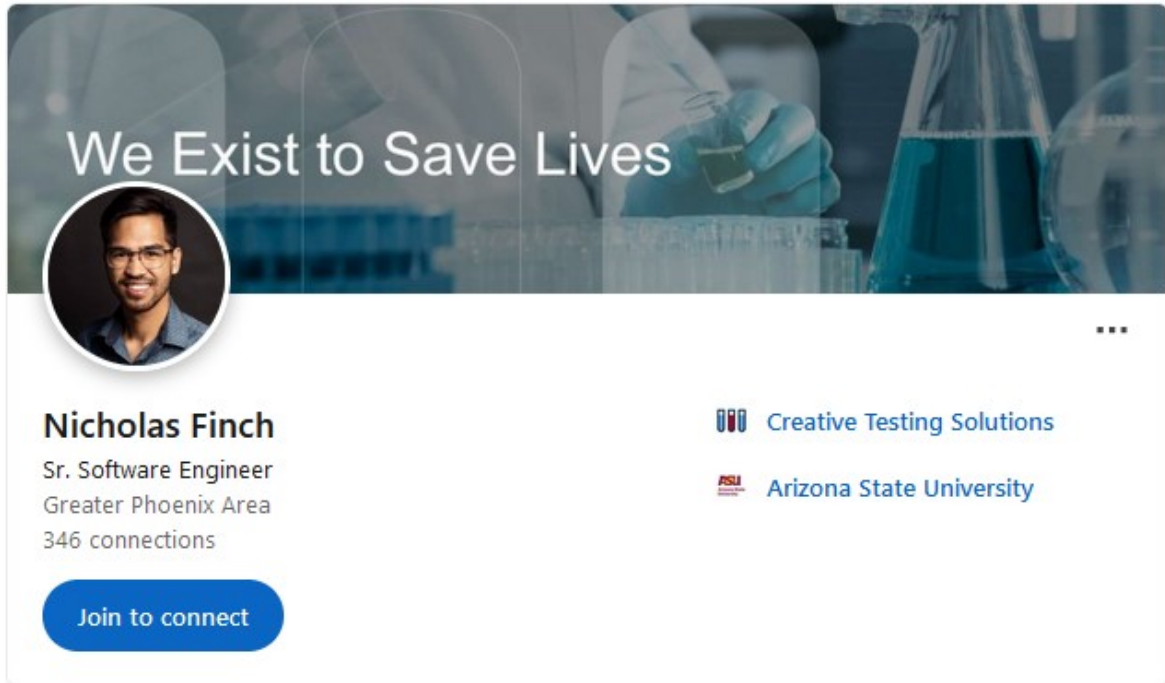 We Exist to Save Lives
Nicholas Finch
Sr. Software Engineer
Greater Phoenix Area
346 connections
Join to connect
Creative Testing Solutions
ASU
Arizona State University